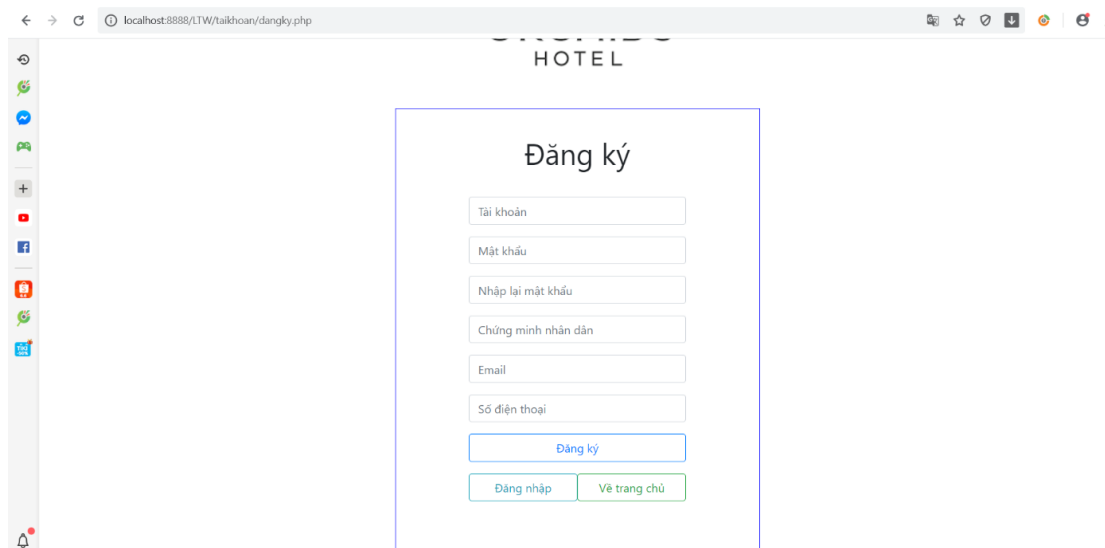 localhost:8888/LTW/taikhoan/dangky.php
HOTEL
Đăng ký
Tài khoản
Mật khẩu
Nhập lại mật khẩu
Chứng minh nhân dân
Email
Số điện thoại
Đăng ký
Đăng nhập Về trang chủ